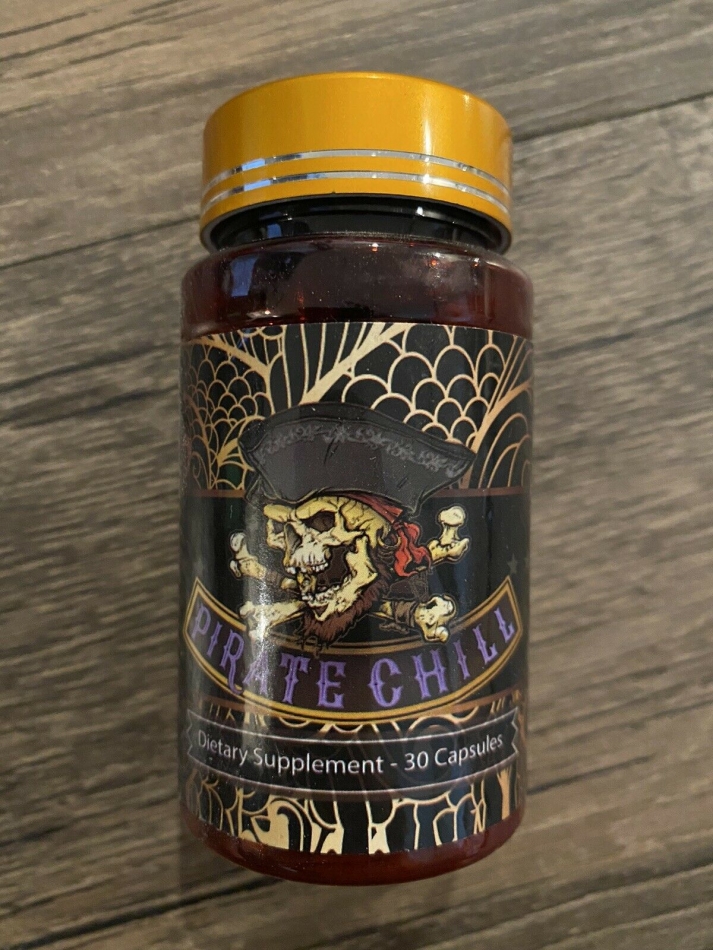 PIRATE CHILL
Dietary Supplement - 30 Capsules